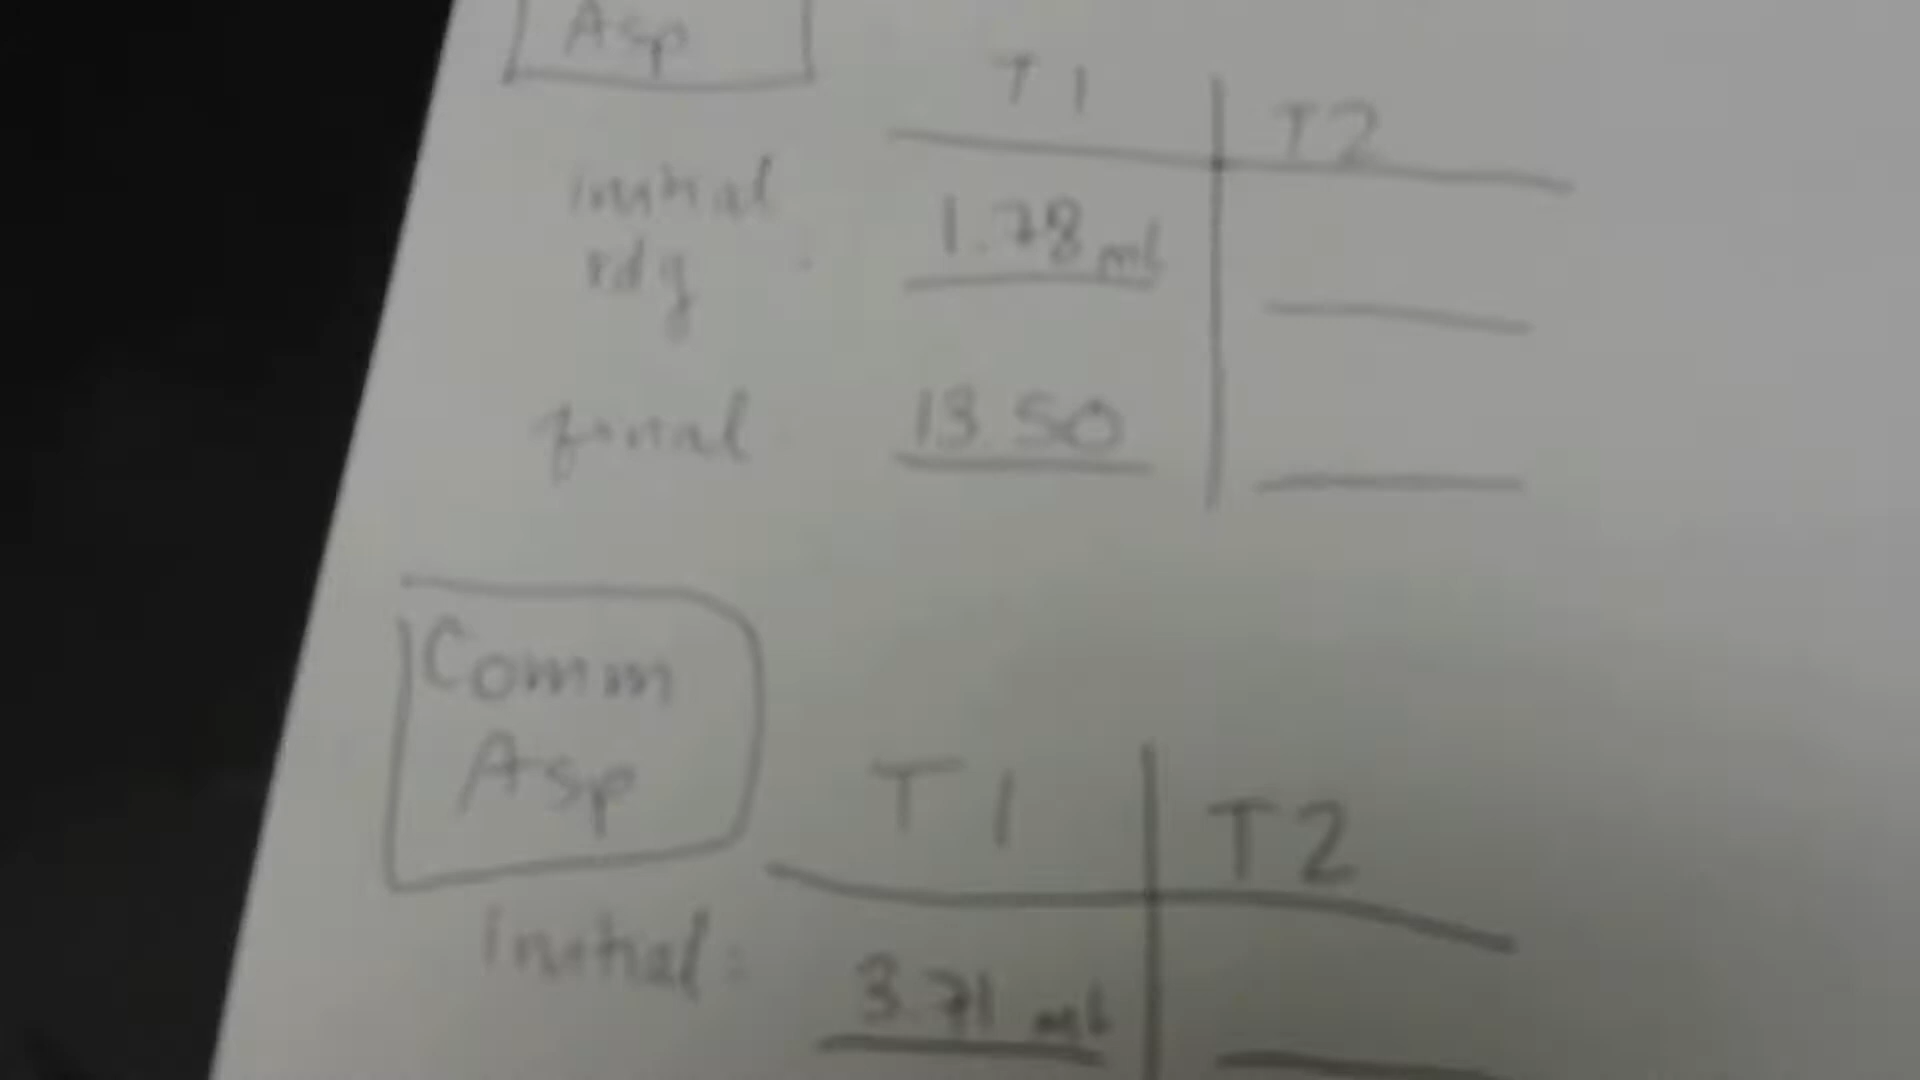 Asp
T1 T2
initial
rdg 1.78 ml
final 13.50
Comm
Asp
T1 T2
initial: 3.71 ml